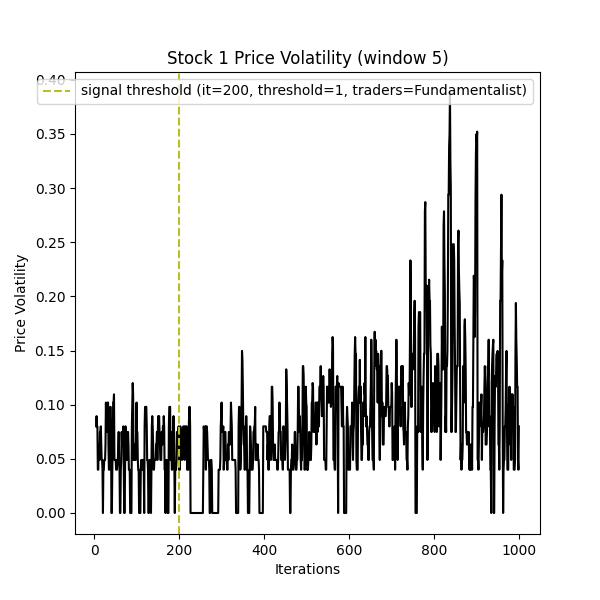 Stock 1 Price Volatility (window 5)
0.40
signal threshold (it=200, threshold=1, traders=Fundamentalist)
0.35
0.30
0.25
0.20
0.15
0.10
0.05
0.00
Price Volatility
0 200 400 600 800 1000
Iterations